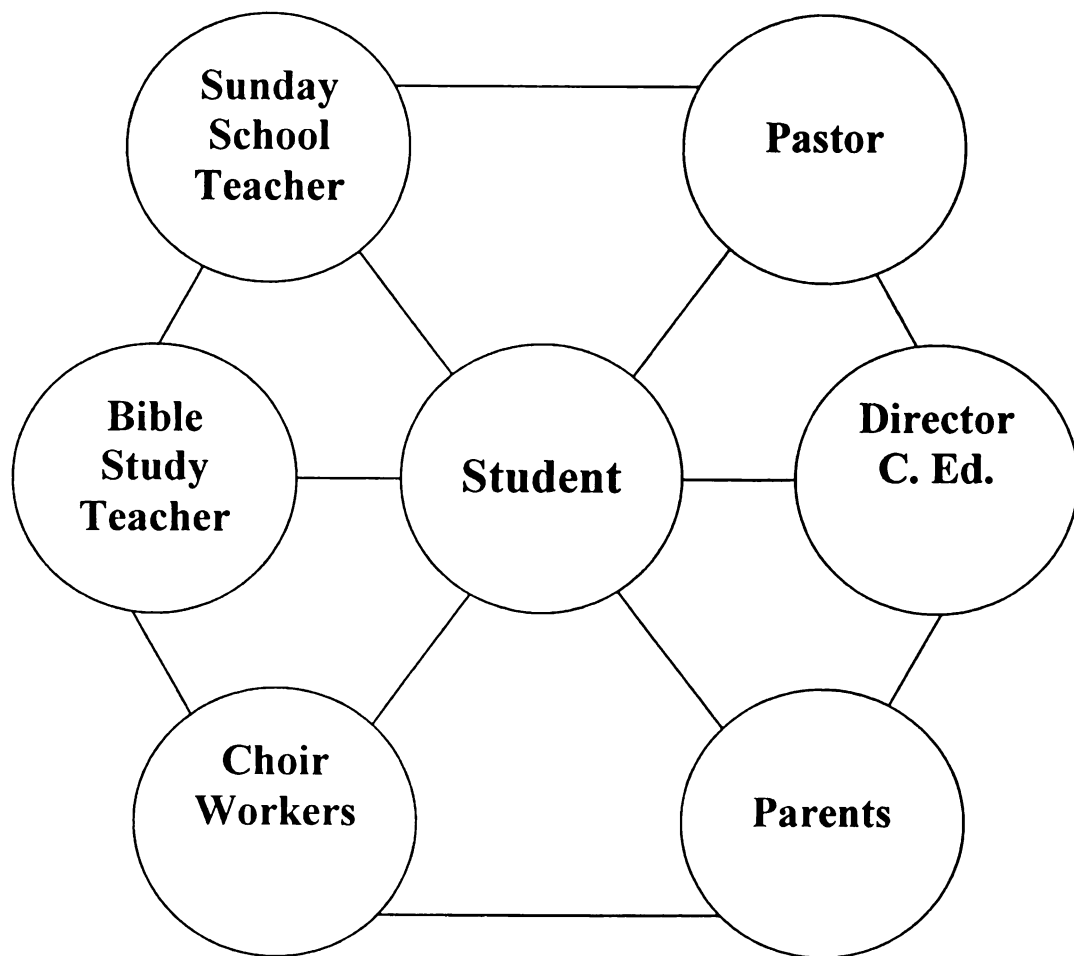 Sunday
School
Teacher
Pastor
Bible
Study
Teacher
Student
Director
C. Ed.
Choir
Workers
Parents